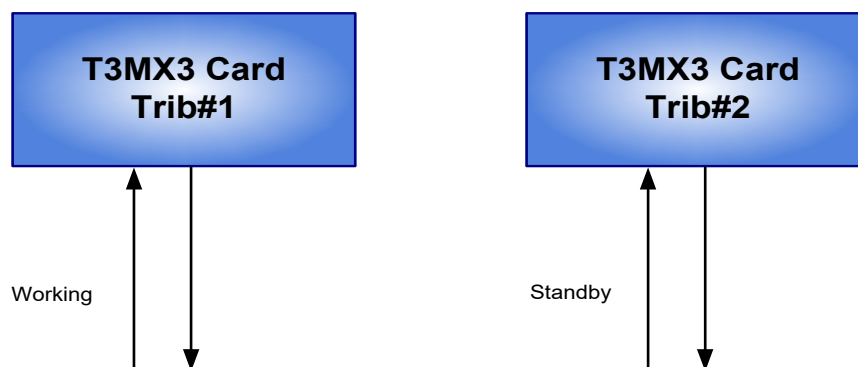 T3MX3 Card
Trib#1
T3MX3 Card
Trib#2
Working
Standby